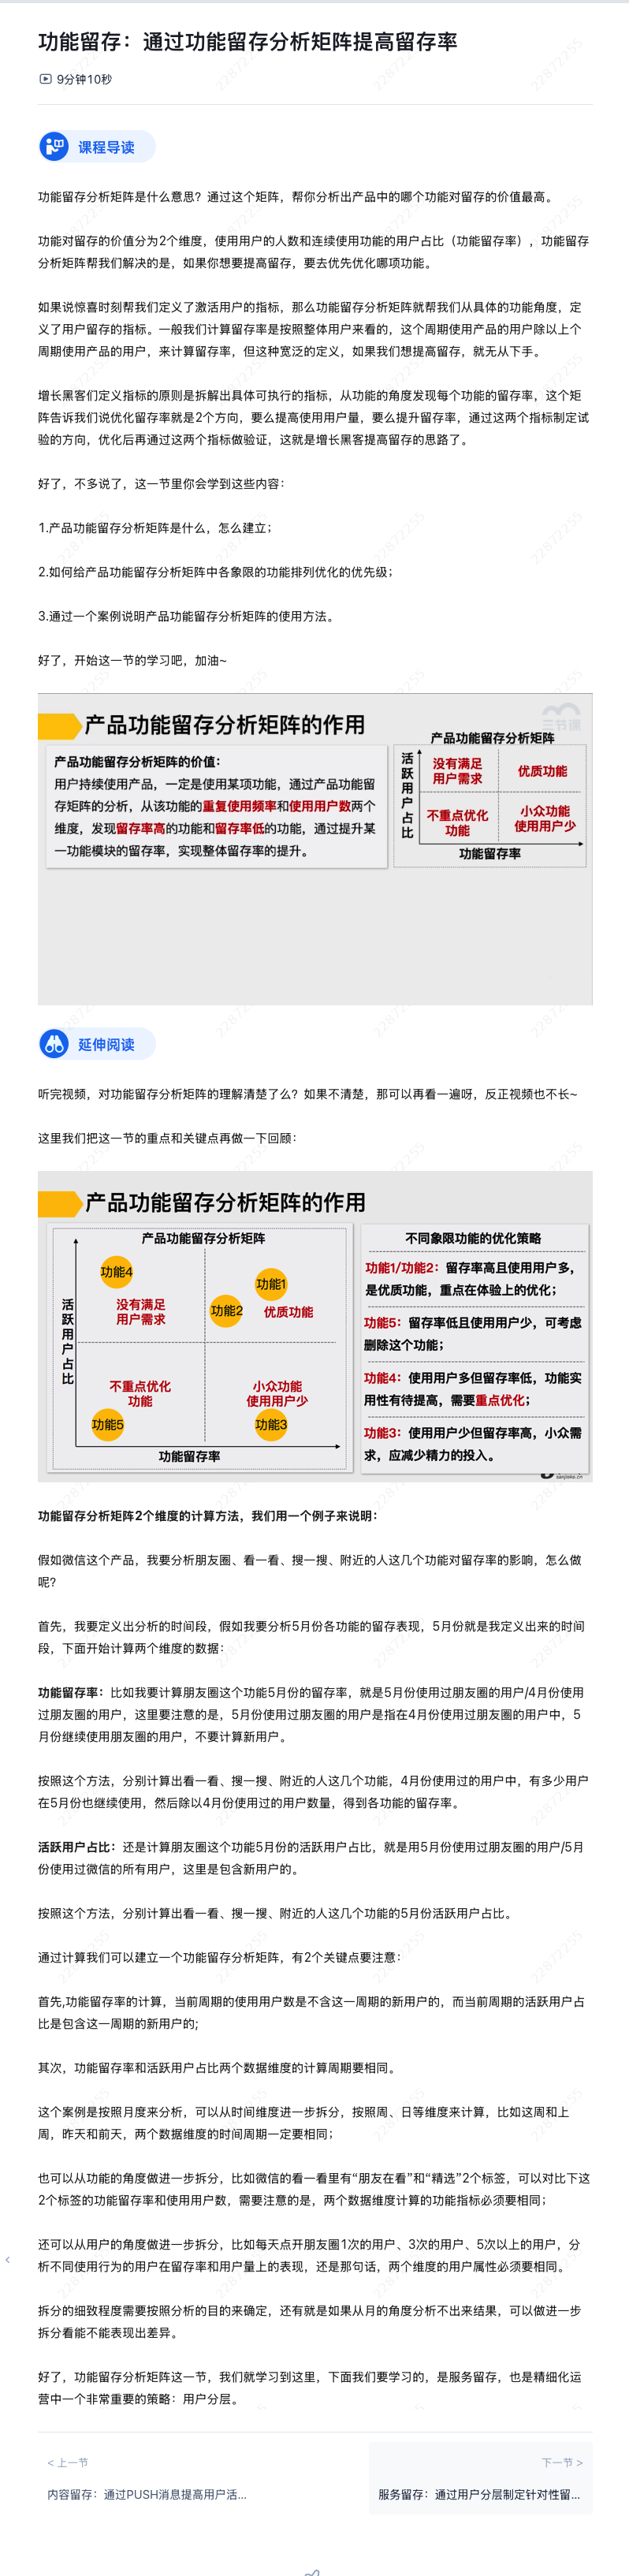 功能留存：通过功能留存分析矩阵提高留存率
9分钟10秒
课程导读
功能留存分析矩阵是什么意思？通过这个矩阵，帮你分析出产品中的哪个功能对留存的价值最高。
功能对留存的价值分为2个维度，使用用户的人数和连续使用功能的用户占比（功能留存率），功能留存
分析矩阵帮我们解决的是，如果你想要提高留存，要去优先优化哪项功能。
如果说惊喜时刻帮我们定义了激活用户的指标，那么功能留存分析矩阵就帮我们从具体的功能角度，定
义了用户留存的指标。一般我们计算留存率是按照整体用户来看的，这个周期使用产品的用户除以上个
周期使用产品的用户，来计算留存率，但这种宽泛的定义，如果我们想提高留存，就无从下手。
增长黑客们定义指标的原则是拆解出具体可执行的指标，从功能的角度发现每个功能的留存率，这个矩
阵告诉我们说优化留存率就是2个方向，要么提高使用用户量，要么提升留存率，通过这两个指标制定试
验的方向，优化后再通过这两个指标做验证，这就是增长黑客提高留存的思路了。
好了，不多说了，这一节里你会学到这些内容：
1.产品功能留存分析矩阵是什么，怎么建立；
2.如何给产品功能留存分析矩阵中各象限的功能排列优化的优先级；
3.通过一个案例说明产品功能留存分析矩阵的使用方法。
好了，开始这一节的学习吧，加油~
三节课
产品功能留存分析矩阵的作用
产品功能留存分析矩阵的价值：
用户持续使用产品，一定是使用某项功能，通过产品功能留
存矩阵的分析，从该功能的重复使用频率和使用用户数两个
维度，发现留存率高的功能和留存率低的功能，通过提升某
一功能模块的留存率，实现整体留存率的提升。
产品功能留存分析矩阵
活跃用户占比
没有满足
用户需求
优质功能
不重点优化
功能
小众功能
使用用户少
功能留存率
延伸阅读
听完视频，对功能留存分析矩阵的理解清楚了么？如果不清楚，那可以再看一遍呀，反正视频也不长~
这里我们把这一节的重点和关键点再做一下回顾：
产品功能留存分析矩阵的作用
产品功能留存分析矩阵
活跃用户占比
功能4
没有满足
用户需求
功能1
功能2
优质功能
不重点优化
功能
功能5
小众功能
使用用户少
功能3
功能留存率
不同象限功能的优化策略
功能1/功能2：留存率高且使用用户多，
是优质功能，重点在体验上的优化；
功能5：留存率低且使用用户少，可考虑
删除这个功能；
功能4：使用用户多但留存率低，功能实
用性有待提高，需要重点优化；
功能3：使用用户少但留存率高，小众需
求，应减少精力的投入。
sanjieke.cn
功能留存分析矩阵2个维度的计算方法，我们用一个例子来说明：
假如微信这个产品，我要分析朋友圈、看一看、搜一搜、附近的人这几个功能对留存率的影响，怎么做
呢？
首先，我要定义出分析的时间段，假如我要分析5月份各功能的留存表现，5月份就是我定义出来的时间
段，下面开始计算两个维度的数据：
功能留存率：比如我要计算朋友圈这个功能5月份的留存率，就是5月份使用过朋友圈的用户/4月份使用
过朋友圈的用户，这里要注意的是，5月份使用过朋友圈的用户是指在4月份使用过朋友圈的用户中，5
月份继续使用朋友圈的用户，不要计算新用户。
按照这个方法，分别计算出看一看、搜一搜、附近的人这几个功能，4月份使用过的用户中，有多少用户
在5月份也继续使用，然后除以4月份使用过的用户数量，得到各功能的留存率。
活跃用户占比：还是计算朋友圈这个功能5月份的活跃用户占比，就是用5月份使用过朋友圈的用户/5月
份使用过微信的所有用户，这里是包含新用户的。
按照这个方法，分别计算出看一看、搜一搜、附近的人这几个功能的5月份活跃用户占比。
通过计算我们可以建立一个功能留存分析矩阵，有2个关键点要注意：
首先,功能留存率的计算，当前周期的使用用户数是不含这一周期的新用户的，而当前周期的活跃用户占
比是包含这一周期的新用户的;
其次，功能留存率和活跃用户占比两个数据维度的计算周期要相同。
这个案例是按照月度来分析，可以从时间维度进一步拆分，按照周、日等维度来计算，比如这周和上
周，昨天和前天，两个数据维度的时间周期一定要相同；
也可以从功能的角度做进一步拆分，比如微信的看一看里有“朋友在看”和“精选”2个标签，可以对比下这
2个标签的功能留存率和使用用户数，需要注意的是，两个数据维度计算的功能指标必须要相同；
还可以从用户的角度做进一步拆分，比如每天点开朋友圈1次的用户、3次的用户、5次以上的用户，分
析不同使用行为的用户在留存率和用户量上的表现，还是那句话，两个维度的用户属性必须要相同。
拆分的细致程度需要按照分析的目的来确定，还有就是如果从月的角度分析不出来结果，可以做进一步
拆分看能不能表现出差异。
好了，功能留存分析矩阵这一节，我们就学习到这里，下面我们要学习的，是服务留存，也是精细化运
营中一个非常重要的策略：用户分层。
< 上一节
内容留存：通过PUSH消息提高用户活...
下一节 >
服务留存：通过用户分层制定针对性留...
22872255